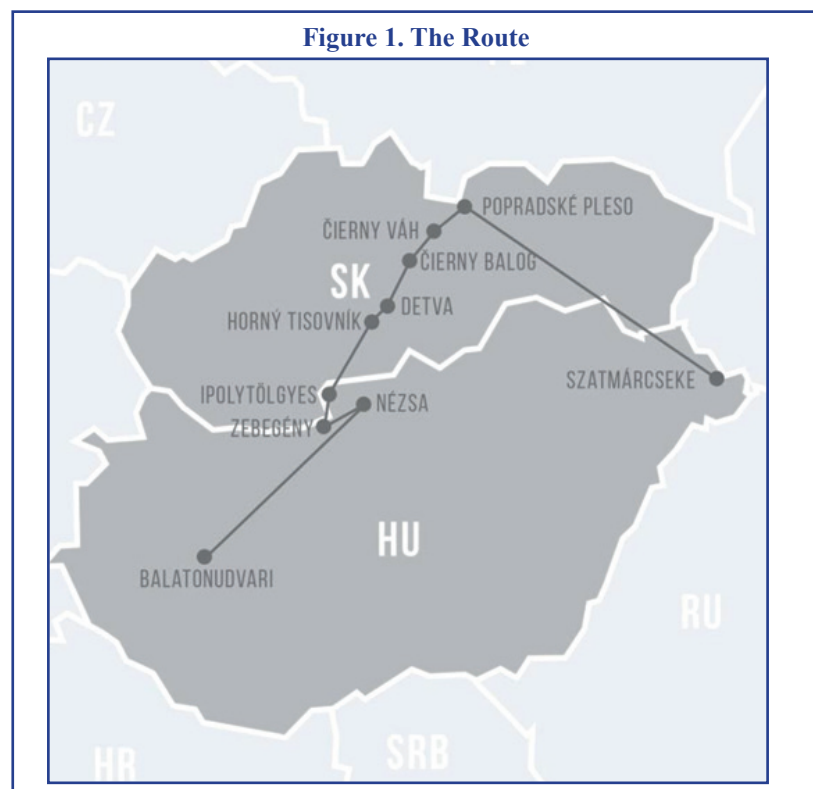 Figure 1. The Route
CZ
POPRADSKÉ PLESO
ČIERNY VÁH
ČIERNY BALOG
SK
DETVA
HORNÝ TISOVNÍK
SZATMÁRCSEKE
IPOLYTÖLGYES
NÉZSA
ZEBEGÉNY
HU
BALATONUDVARI
RU
SRB
HR